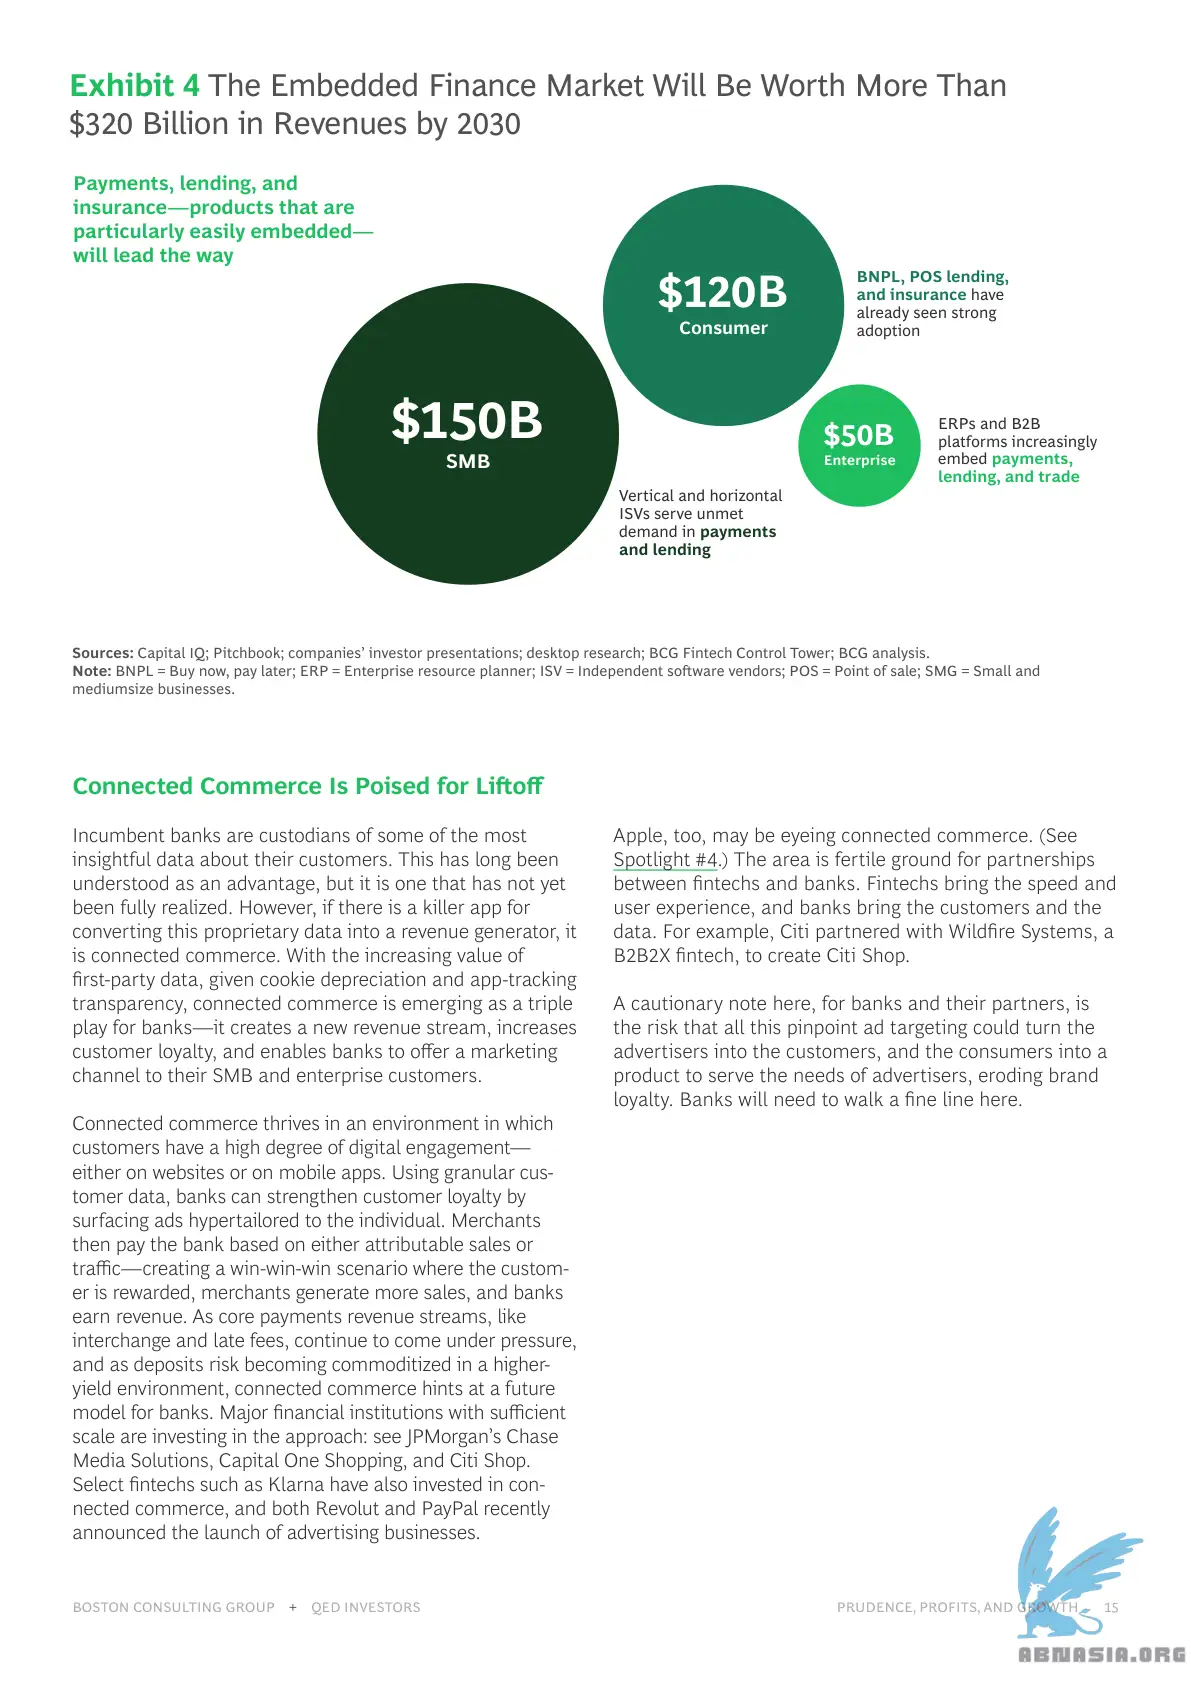 Exhibit 4 The Embedded Finance Market Will Be Worth More Than
$320 Billion in Revenues by 2030
Payments, lending, and
insurance—products that are
particularly easily embedded—
will lead the way
$120B
Consumer
BNPL, POS lending,
and insurance have
already seen strong
adoption
$150B
SMB
$50B
Enterprise
ERPs and B2B
platforms increasingly
embed payments,
lending, and trade
Vertical and horizontal
ISVs serve unmet
demand in payments
and lending
Sources: Capital IQ; Pitchbook; companies’ investor presentations; desktop research; BCG Fintech Control Tower; BCG analysis.
Note: BNPL = Buy now, pay later; ERP = Enterprise resource planner; ISV = Independent software vendors; POS = Point of sale; SMG = Small and
mediumsize businesses.
Connected Commerce Is Poised for Liftoff
Incumbent banks are custodians of some of the most
insightful data about their customers. This has long been
understood as an advantage, but it is one that has not yet
been fully realized. However, if there is a killer app for
converting this proprietary data into a revenue generator, it
is connected commerce. With the increasing value of
first-party data, given cookie depreciation and app-tracking
transparency, connected commerce is emerging as a triple
play for banks—it creates a new revenue stream, increases
customer loyalty, and enables banks to offer a marketing
channel to their SMB and enterprise customers.
Connected commerce thrives in an environment in which
customers have a high degree of digital engagement—
either on websites or on mobile apps. Using granular cus-
tomer data, banks can strengthen customer loyalty by
surfacing ads hypertailored to the individual. Merchants
then pay the bank based on either attributable sales or
traffic—creating a win-win-win scenario where the custom-
er is rewarded, merchants generate more sales, and banks
earn revenue. As core payments revenue streams, like
interchange and late fees, continue to come under pressure,
and as deposits risk becoming commoditized in a higher-
yield environment, connected commerce hints at a future
model for banks. Major financial institutions with sufficient
scale are investing in the approach: see JPMorgan’s Chase
Media Solutions, Capital One Shopping, and Citi Shop.
Select fintechs such as Klarna have also invested in con-
nected commerce, and both Revolut and PayPal recently
announced the launch of advertising businesses.
Apple, too, may be eyeing connected commerce. (See
Spotlight #4.) The area is fertile ground for partnerships
between fintechs and banks. Fintechs bring the speed and
user experience, and banks bring the customers and the
data. For example, Citi partnered with Wildfire Systems, a
B2B2X fintech, to create Citi Shop.
A cautionary note here, for banks and their partners, is
the risk that all this pinpoint ad targeting could turn the
advertisers into the customers, and the consumers into a
product to serve the needs of advertisers, eroding brand
loyalty. Banks will need to walk a fine line here.
BOSTON CONSULTING GROUP + QED INVESTORS
PRUDENCE, PROFITS, AND GROWTH 15
ABNASIA.ORG